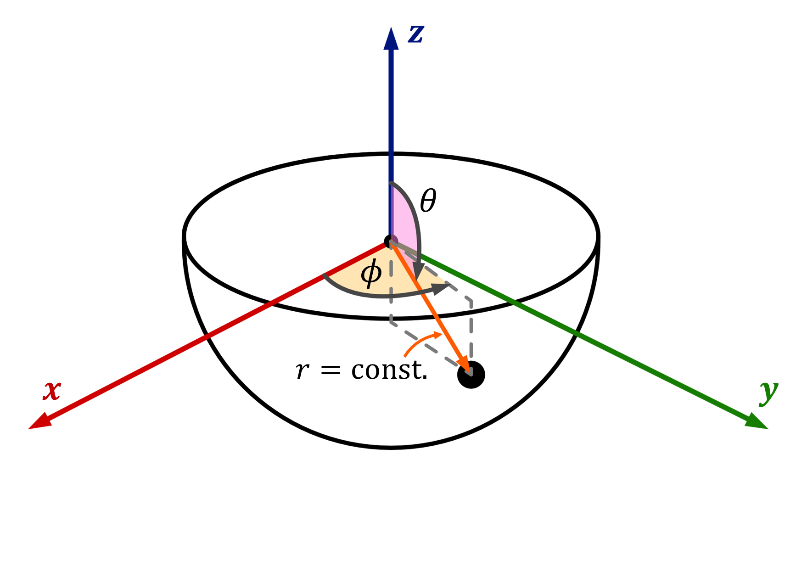 z
θ
ϕ
r = const.
x
y